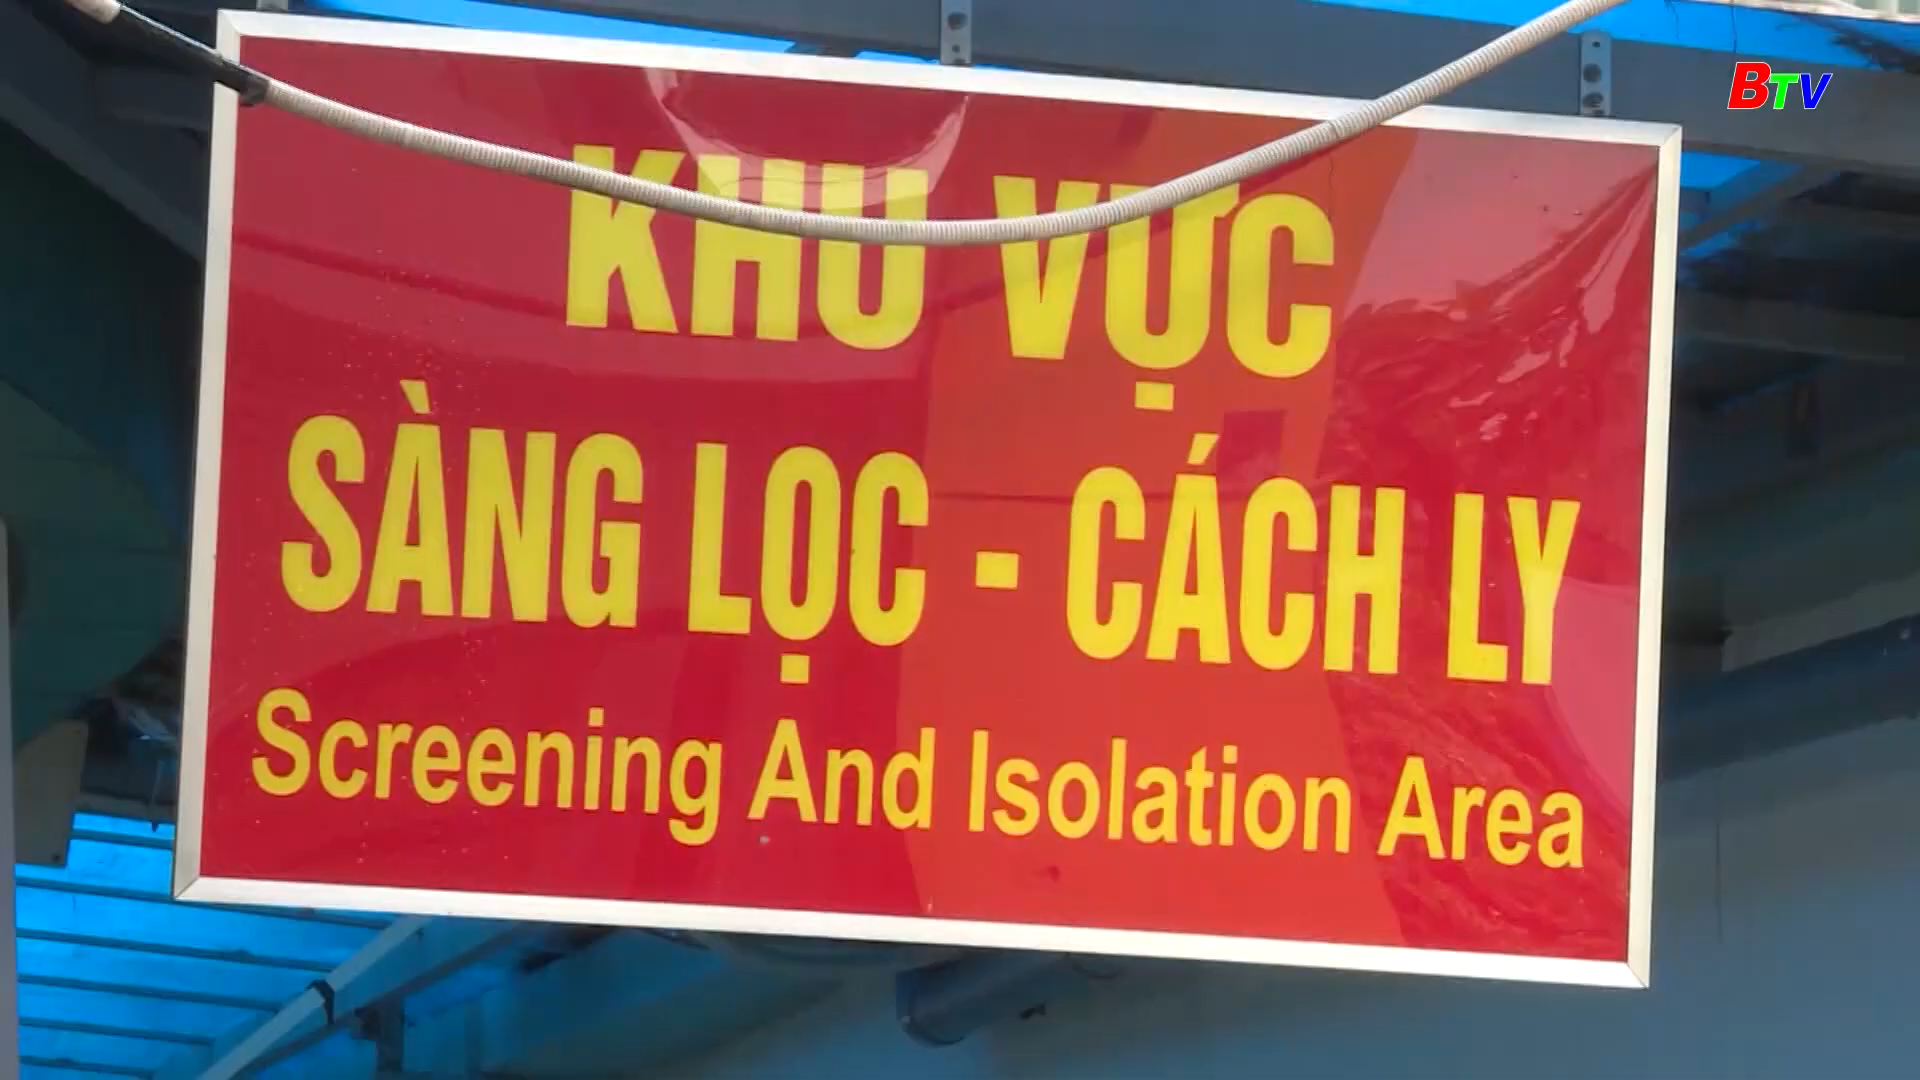 BTV
KHU VỰC
SÀNG LỌC - CÁCH LY
Screening And Isolation Area